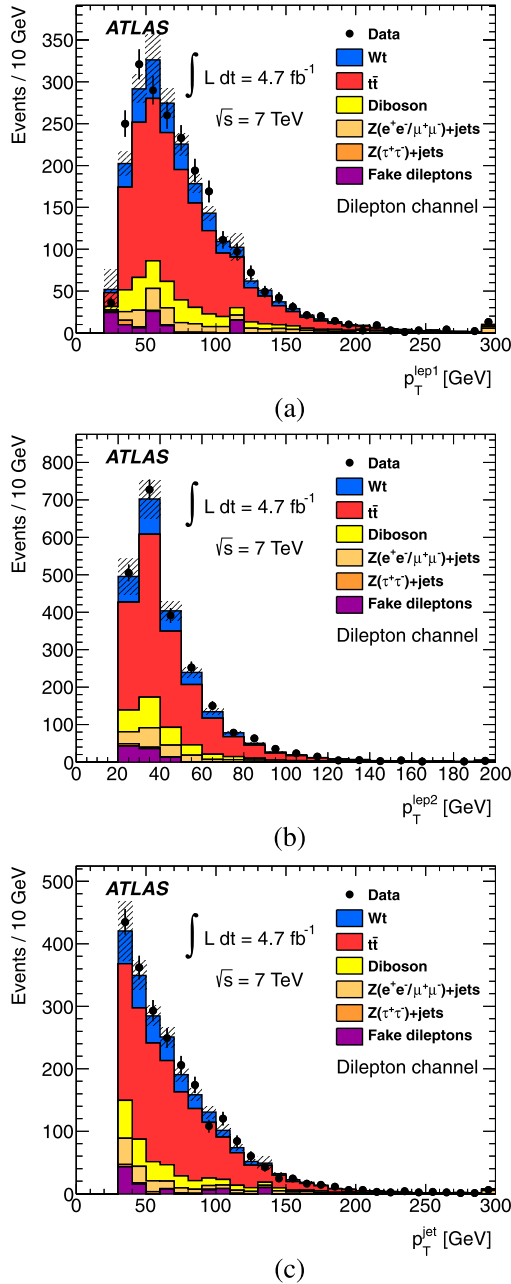 ATLAS
Events / 10 GeV
350
300
250
200
150
100
50
0
0 50 100 150 200 250 300
∫ L dt = 4.7 fb⁻¹
√s = 7 TeV
Data
Wt
tt̄
Diboson
Z(e⁺e⁻/μ⁺μ⁻)+jets
Z(τ⁺τ⁻)+jets
Fake dileptons
Dilepton channel
p_T^lep1 [GeV]
(a)
ATLAS
Events / 10 GeV
800
700
600
500
400
300
200
100
0
0 20 40 60 80 100 120 140 160 180 200
∫ L dt = 4.7 fb⁻¹
√s = 7 TeV
Data
Wt
tt̄
Diboson
Z(e⁺e⁻/μ⁺μ⁻)+jets
Z(τ⁺τ⁻)+jets
Fake dileptons
Dilepton channel
p_T^lep2 [GeV]
(b)
ATLAS
Events / 10 GeV
500
400
300
200
100
0
0 50 100 150 200 250 300
∫ L dt = 4.7 fb⁻¹
√s = 7 TeV
Data
Wt
tt̄
Diboson
Z(e⁺e⁻/μ⁺μ⁻)+jets
Z(τ⁺τ⁻)+jets
Fake dileptons
Dilepton channel
p_T^jet [GeV]
(c)